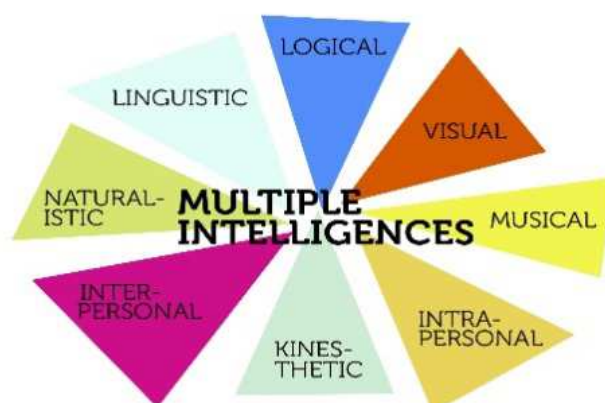 LOGICAL
LINGUISTIC
VISUAL
NATURAL-
ISTIC
MULTIPLE
INTELLIGENCES
MUSICAL
INTER-
PERSONAL
KINES-
THETIC
INTRA-
PERSONAL